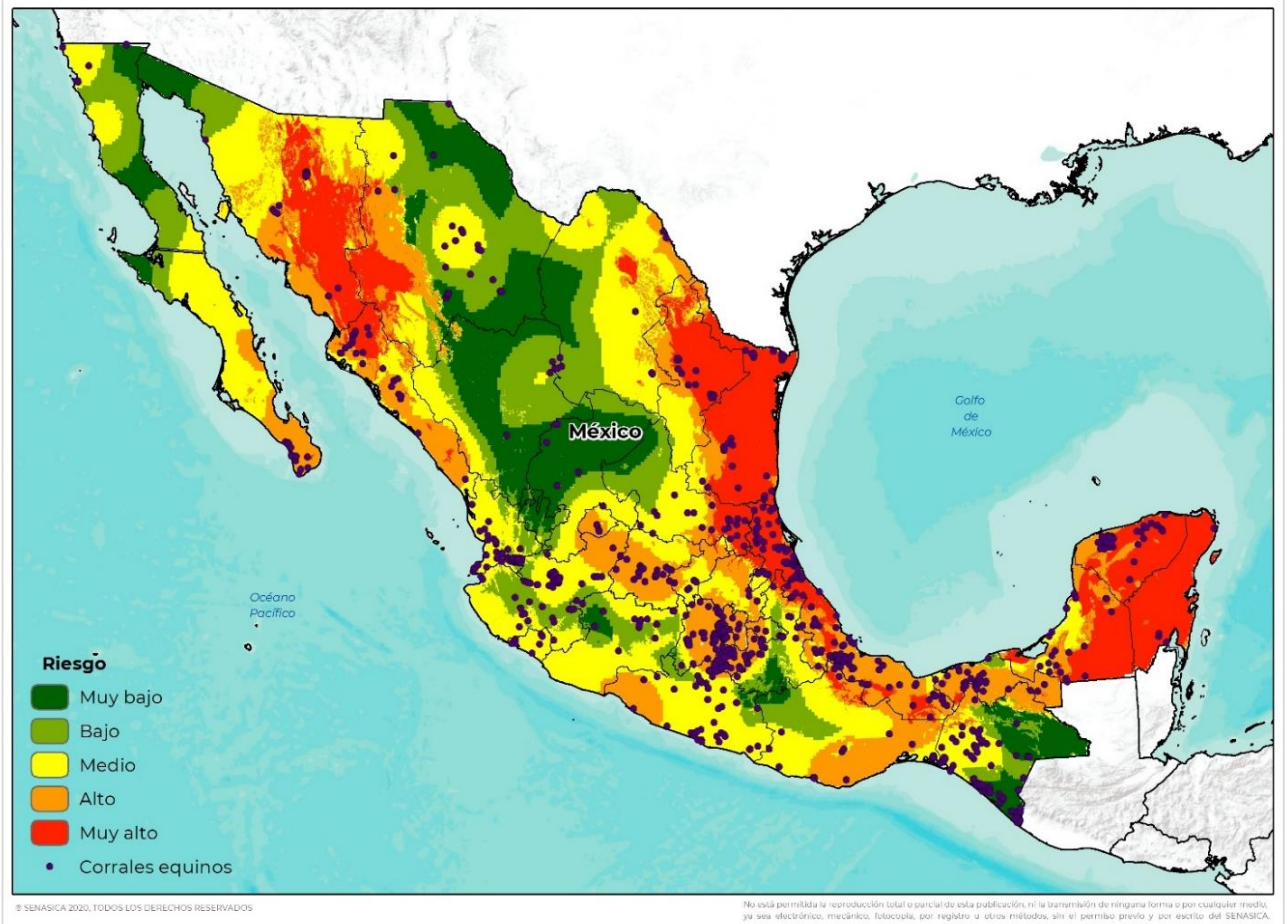 México
Golfo
de
México
Océano
Pacífico
Riesgo
Muy bajo
Bajo
Medio
Alto
Muy alto
Corrales equinos
© SENASICA 2020, TODOS LOS DERECHOS RESERVADOS
No está permitida la reproducción total o parcial de esta publicación, ni la transmisión de ninguna forma o por cualquier medio,
ya sea electrónico, mecánico, fotocopia, por registro u otros métodos, sin el permiso previo y por escrito del SENASICA.